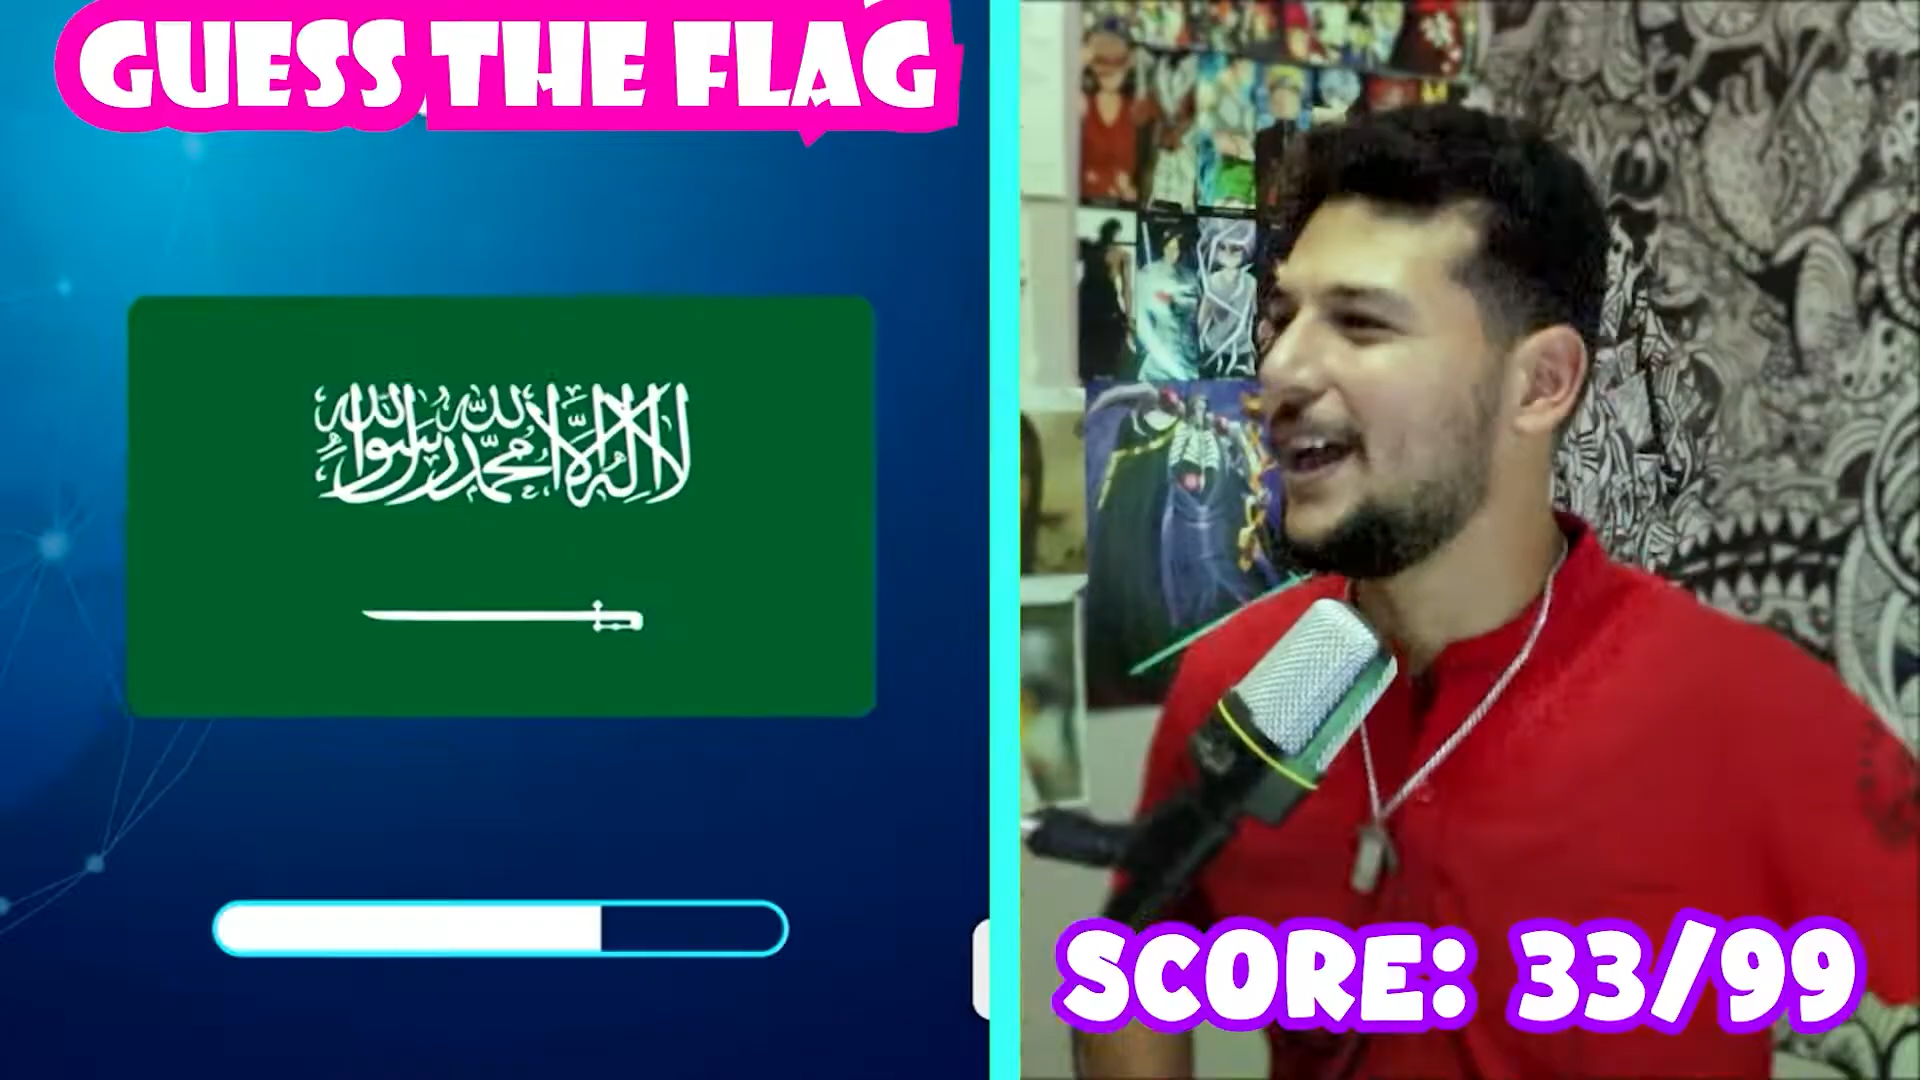 GUESS THE FLAG
لا إله إلا الله محمد رسول الله
SCORE: 33/99